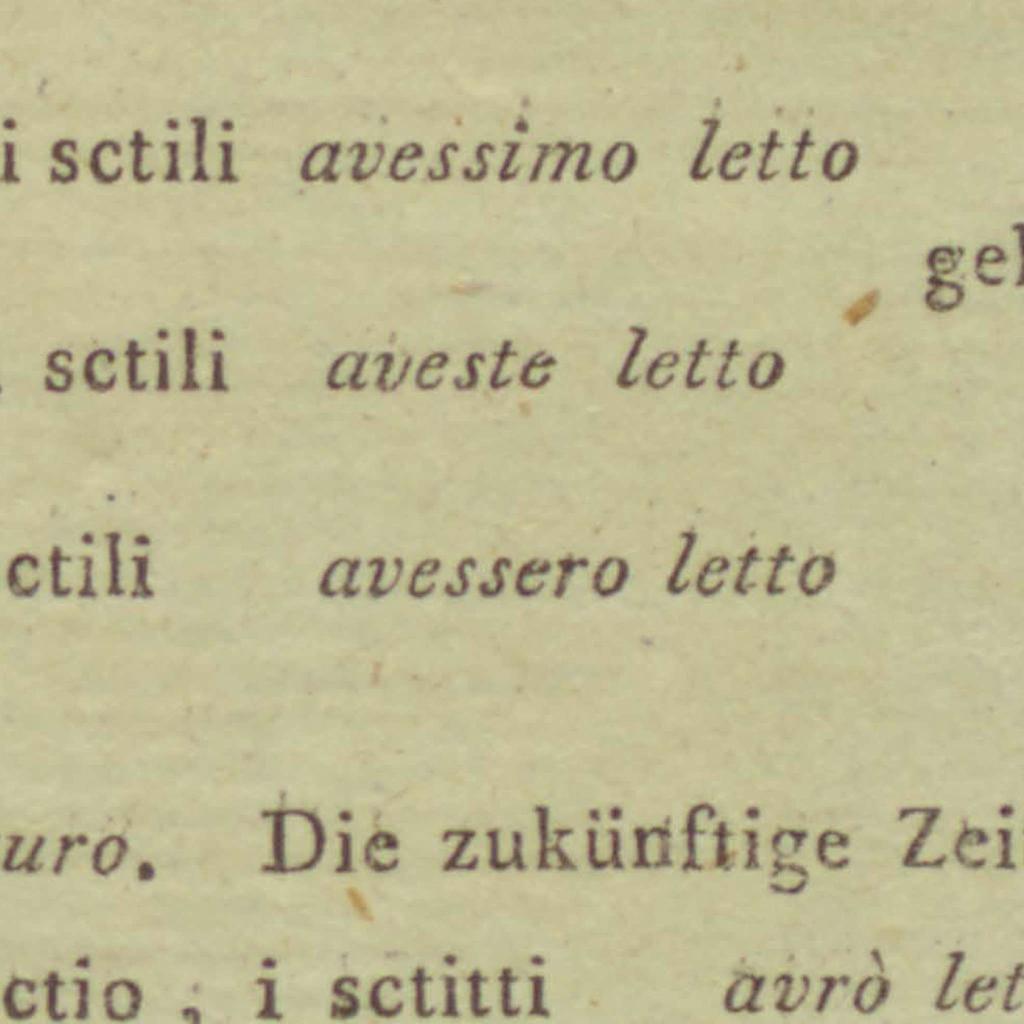 i sctili avessimo letto
gel
sctili aveste letto
ctili avessero letto
uro. Die zukünftige Zei
ctio, i sctitti avrò let